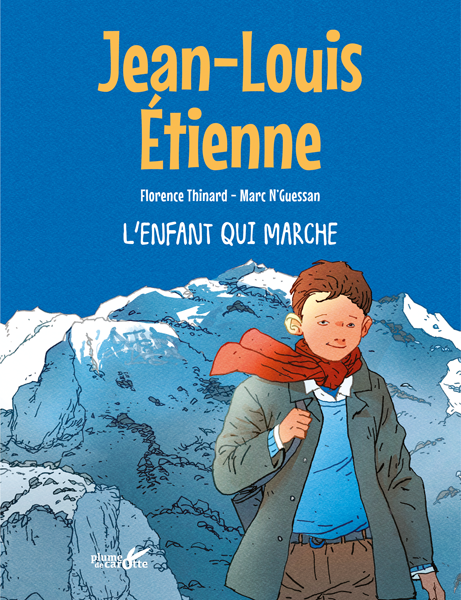 Jean-Louis
Étienne
Florence Thinard - Marc N'Guessan
L'ENFANT QUI MARCHE
plume
de carotte